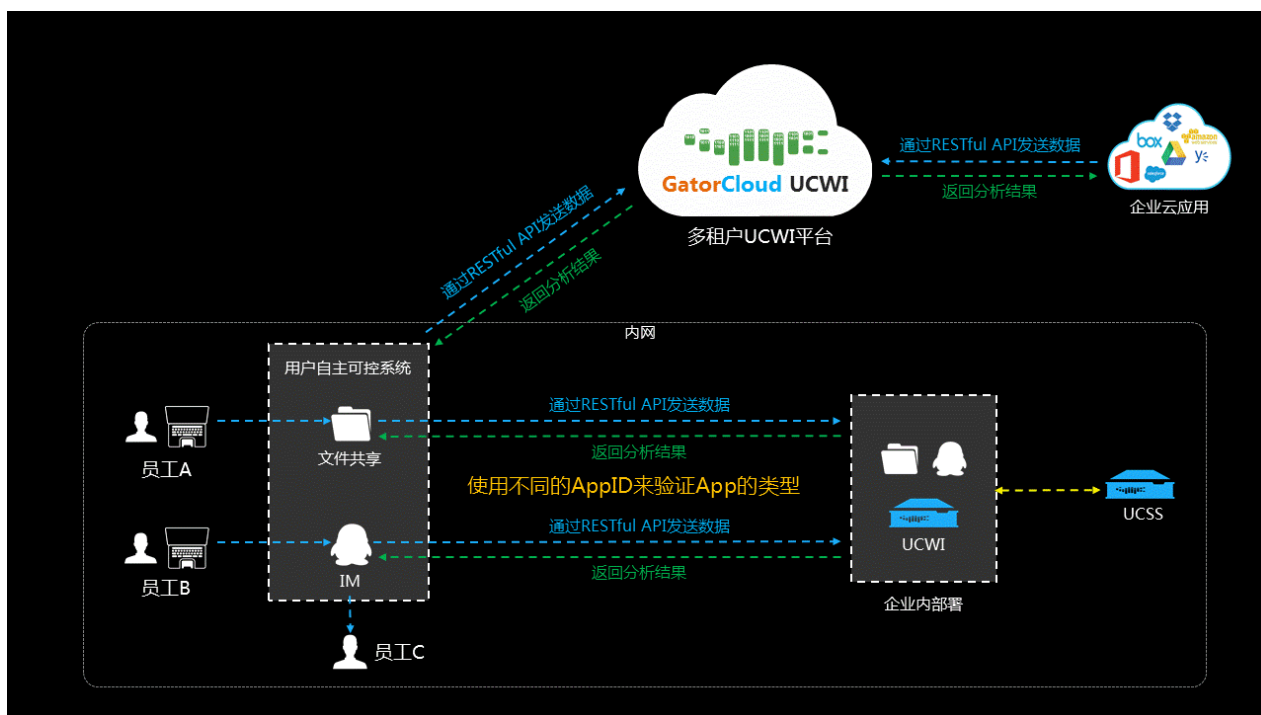 通过RESTful API发送数据
返回分析结果
box
amazon
企业云应用
GatorCloud UCWI
多租户UCWI平台
通过RESTful API发送数据
返回分析结果
内网
用户自主可控系统
通过RESTful API发送数据
返回分析结果
文件共享
员工A
使用不同的AppID来验证App的类型
通过RESTful API发送数据
返回分析结果
IM
员工B
员工C
UCWI
企业内部署
UCSS